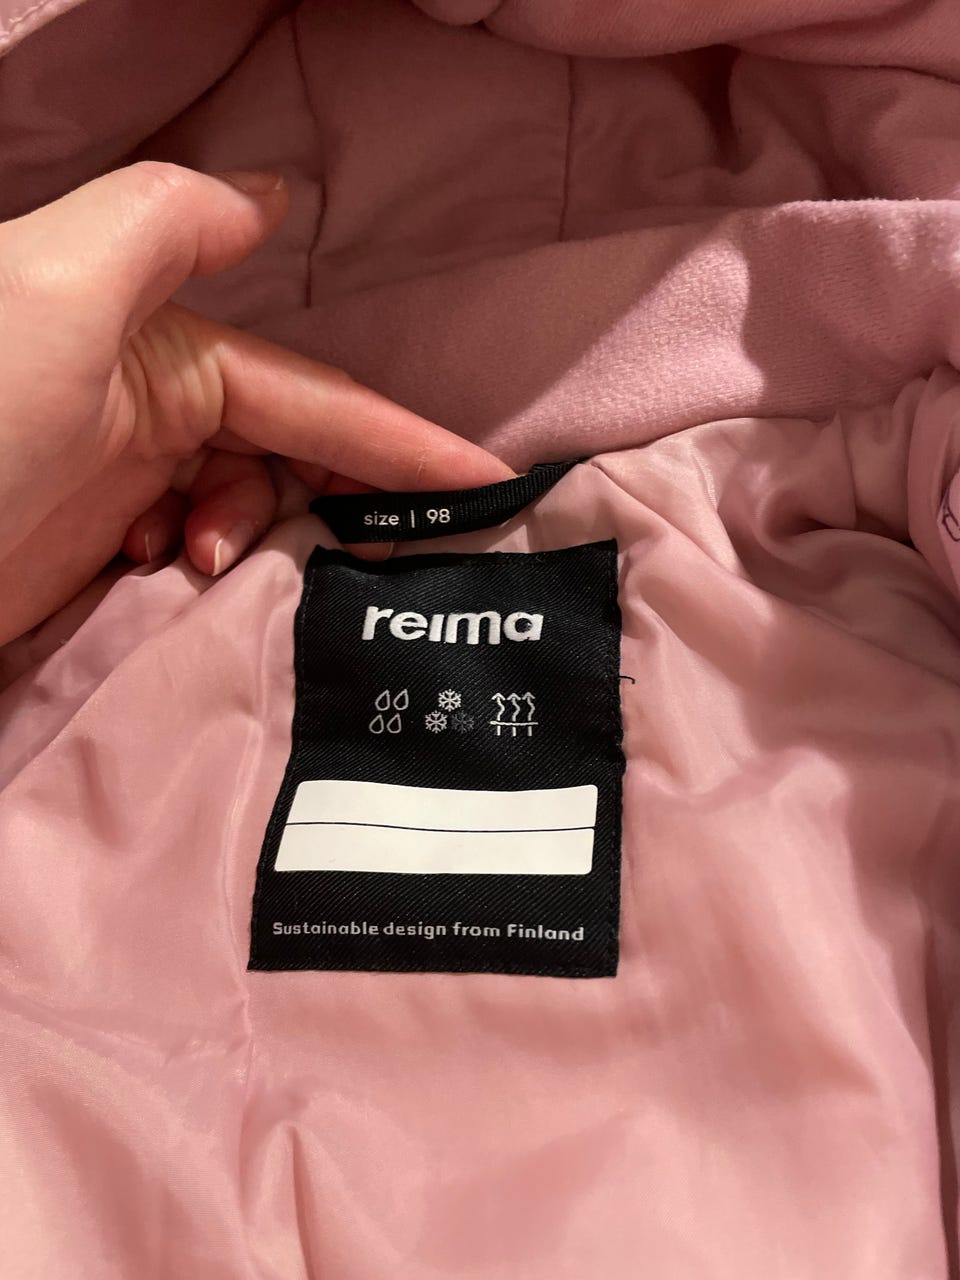 size | 98
reima
Sustainable design from Finland